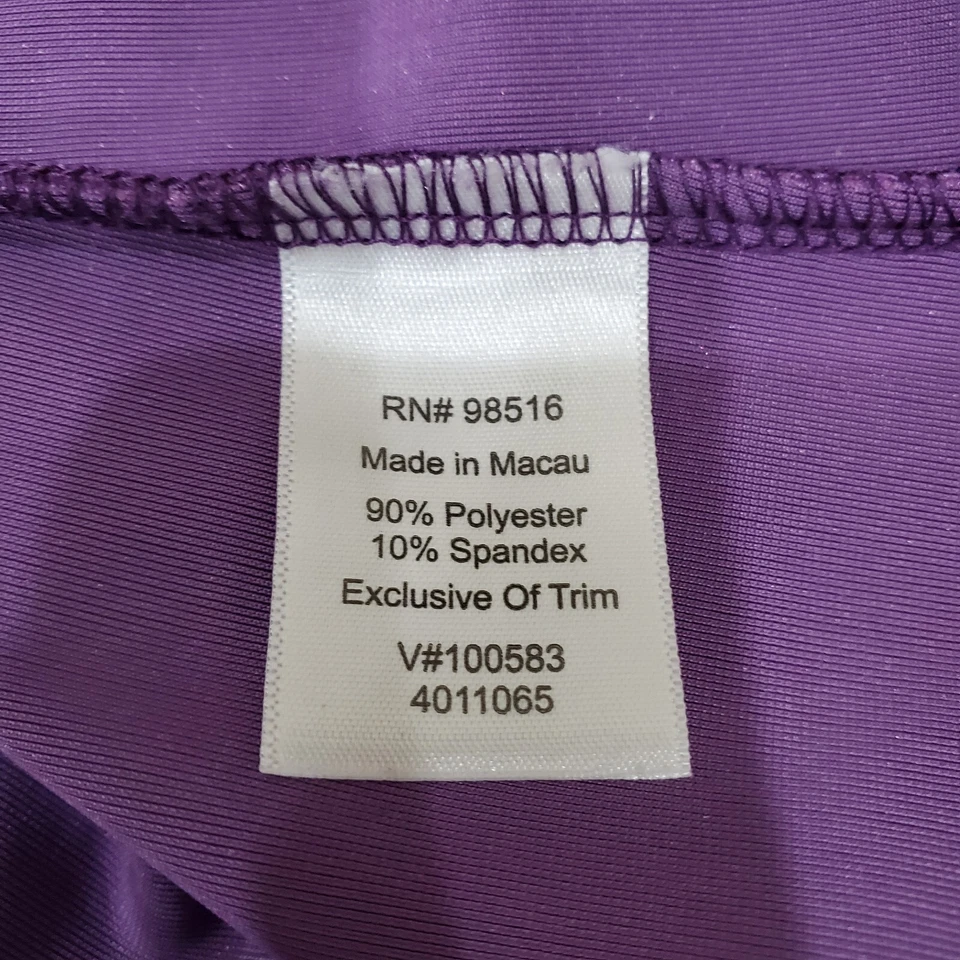 RN# 98516
Made in Macau
90% Polyester
10% Spandex
Exclusive Of Trim
V#100583
4011065